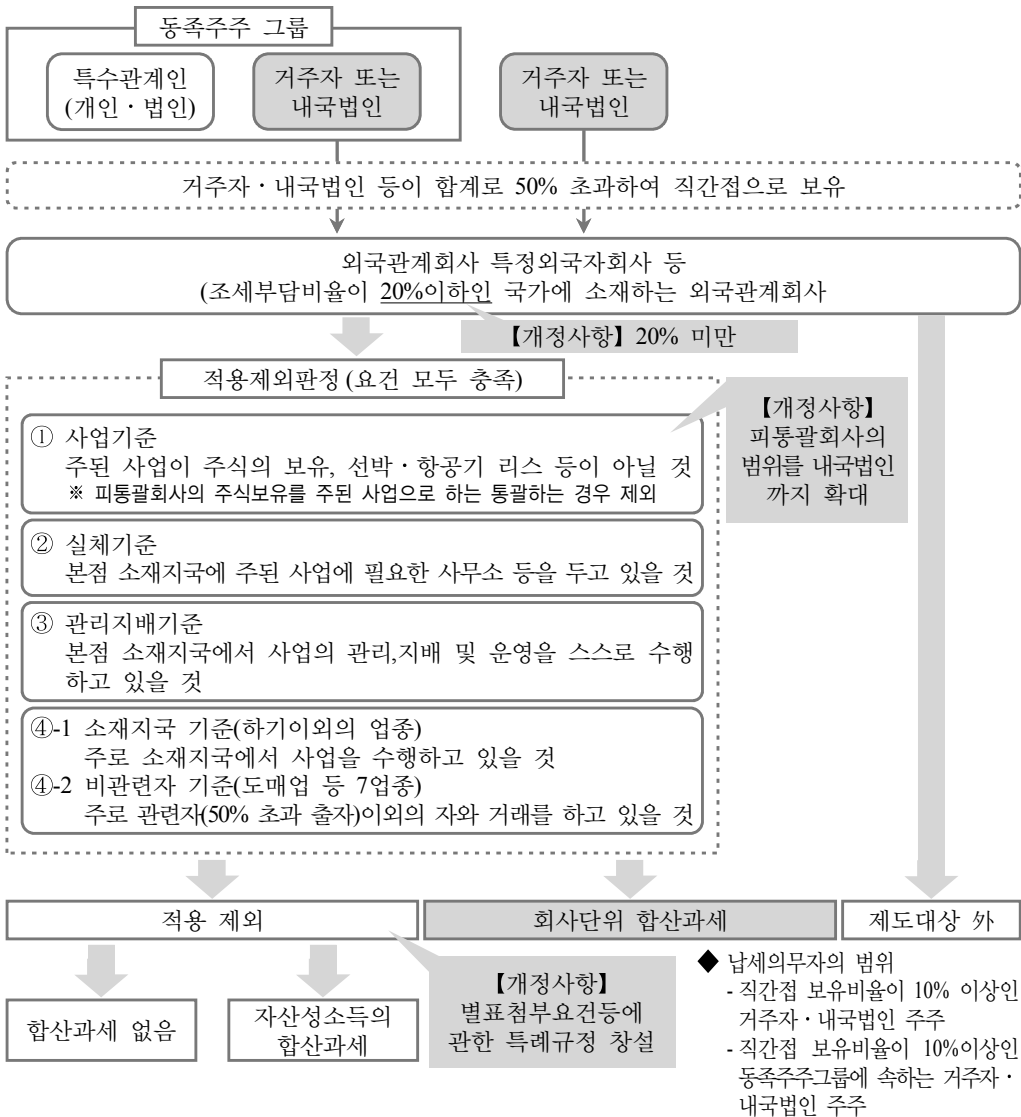 동족주주 그룹
특수관계인
(개인·법인)
거주자 또는
내국법인
거주자 또는
내국법인
거주자·내국법인 등이 합계로 50% 초과하여 직간접으로 보유
외국관계회사 특정외국자회사 등
(조세부담비율이 20%이하인 국가에 소재하는 외국관계회사
【개정사항】 20% 미만
적용제외판정(요건 모두 충족)
① 사업기준
주된 사업이 주식의 보유, 선박·항공기 리스 등이 아닐 것
※ 피통괄회사의 주식보유를 주된 사업으로 하는 통괄하는 경우 제외
【개정사항】
피통괄회사의
범위를 내국법인
까지 확대
② 실체기준
본점 소재지국에 주된 사업에 필요한 사무소 등을 두고 있을 것
③ 관리지배기준
본점 소재지국에서 사업의 관리,지배 및 운영을 스스로 수행
하고 있을 것
④-1 소재지국 기준(하기이외의 업종)
주로 소재지국에서 사업을 수행하고 있을 것
④-2 비관련자 기준(도매업 등 7업종)
주로 관련자(50% 초과 출자)이외의 자와 거래를 하고 있을 것
적용 제외
회사단위 합산과세
제도대상 外
합산과세 없음
자산성소득의
합산과세
【개정사항】
별표첨부요건등에
관한 특례규정 창설
◆ 납세의무자의 범위
- 직간접 보유비율이 10% 이상인
거주자·내국법인 주주
- 직간접 보유비율이 10%이상인
동족주주그룹에 속하는 거주자·
내국법인 주주